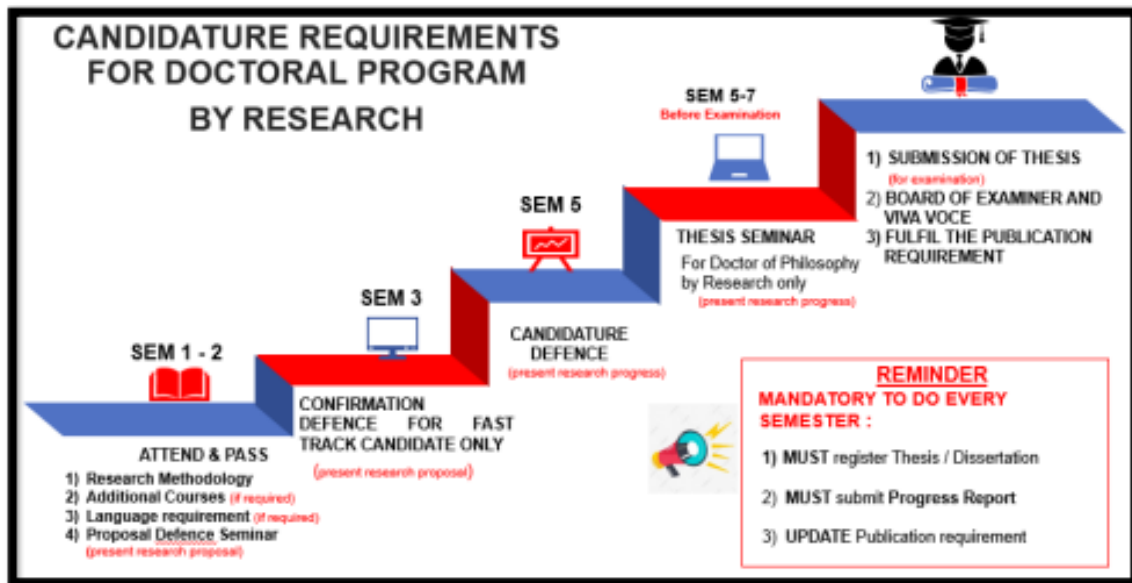 CANDIDATURE REQUIREMENTS
FOR DOCTORAL PROGRAM
BY RESEARCH
SEM 1 - 2
ATTEND & PASS
1) Research Methodology
2) Additional Courses (if required)
3) Language requirement (if required)
4) Proposal Defence Seminar
(present research proposal)
SEM 3
CONFIRMATION
DEFENCE FOR FAST
TRACK CANDIDATE ONLY
(present research proposal)
SEM 5
CANDIDATURE
DEFENCE
(present research progress)
SEM 5-7
Before Examination
THESIS SEMINAR
For Doctor of Philosophy
by Research only
(present research progress)
1) SUBMISSION OF THESIS
(for examination)
2) BOARD OF EXAMINER AND
VIVA VOCE
3) FULFIL THE PUBLICATION
REQUIREMENT
REMINDER
MANDATORY TO DO EVERY
SEMESTER :
1) MUST register Thesis / Dissertation
2) MUST submit Progress Report
3) UPDATE Publication requirement